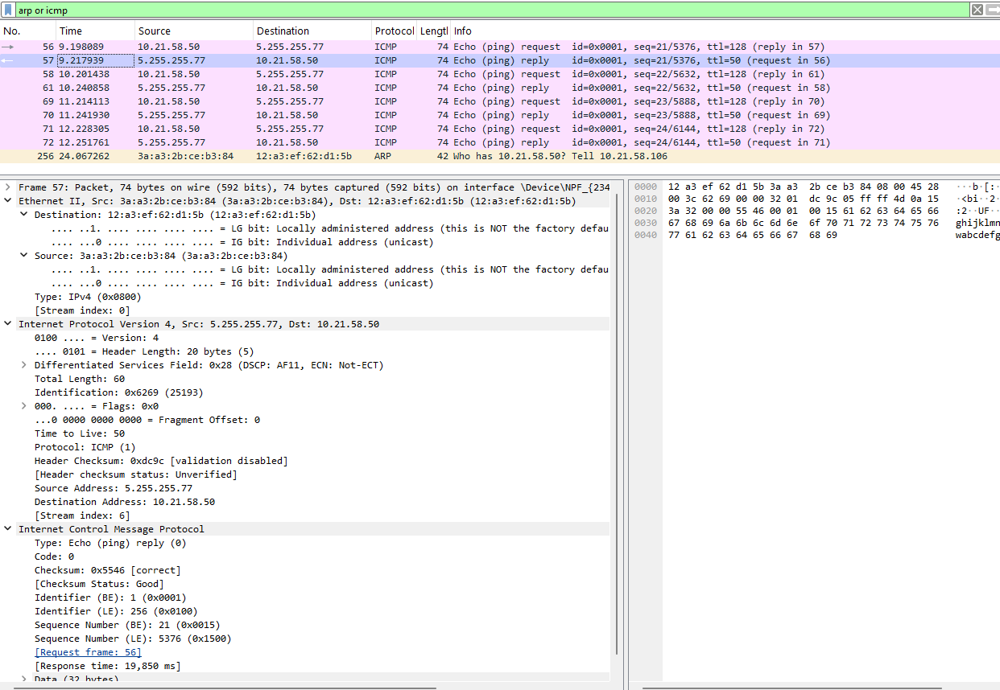 arp or icmp
No. Time Source Destination Protocol Lengtl Info
56 9.198089 10.21.58.50 5.255.255.77 ICMP 74 Echo (ping) request id=0x0001, seq=21/5376, ttl=128 (reply in 57)
57 9.217939 5.255.255.77 10.21.58.50 ICMP 74 Echo (ping) reply id=0x0001, seq=21/5376, ttl=50 (request in 56)
58 10.201438 10.21.58.50 5.255.255.77 ICMP 74 Echo (ping) request id=0x0001, seq=22/5632, ttl=128 (reply in 61)
61 10.240858 5.255.255.77 10.21.58.50 ICMP 74 Echo (ping) reply id=0x0001, seq=22/5632, ttl=50 (request in 58)
69 11.214113 10.21.58.50 5.255.255.77 ICMP 74 Echo (ping) request id=0x0001, seq=23/5888, ttl=128 (reply in 70)
70 11.241930 5.255.255.77 10.21.58.50 ICMP 74 Echo (ping) reply id=0x0001, seq=23/5888, ttl=50 (request in 69)
71 12.228305 10.21.58.50 5.255.255.77 ICMP 74 Echo (ping) request id=0x0001, seq=24/6144, ttl=128 (reply in 72)
72 12.251761 5.255.255.77 10.21.58.50 ICMP 74 Echo (ping) reply id=0x0001, seq=24/6144, ttl=50 (request in 71)
256 24.067262 3a:a3:2b:ce:b3:84 12:a3:ef:62:d1:5b ARP 42 Who has 10.21.58.50? Tell 10.21.58.106
Frame 57: Packet, 74 bytes on wire (592 bits), 74 bytes captured (592 bits) on interface \Device\NPF_{234
Ethernet II, Src: 3a:a3:2b:ce:b3:84 (3a:a3:2b:ce:b3:84), Dst: 12:a3:ef:62:d1:5b (12:a3:ef:62:d1:5b)
Destination: 12:a3:ef:62:d1:5b (12:a3:ef:62:d1:5b)
.... ..1. .... .... .... .... = LG bit: Locally administered address (this is NOT the factory defau
.... ...0 .... .... .... .... = IG bit: Individual address (unicast)
Source: 3a:a3:2b:ce:b3:84 (3a:a3:2b:ce:b3:84)
.... ..1. .... .... .... .... = LG bit: Locally administered address (this is NOT the factory defau
.... ...0 .... .... .... .... = IG bit: Individual address (unicast)
Type: IPv4 (0x0800)
[Stream index: 0]
Internet Protocol Version 4, Src: 5.255.255.77, Dst: 10.21.58.50
0100 .... = Version: 4
.... 0101 = Header Length: 20 bytes (5)
Differentiated Services Field: 0x28 (DSCP: AF11, ECN: Not-ECT)
Total Length: 60
Identification: 0x6269 (25193)
000. .... = Flags: 0x0
...0 0000 0000 0000 = Fragment Offset: 0
Time to Live: 50
Protocol: ICMP (1)
Header Checksum: 0xdc9c [validation disabled]
[Header checksum status: Unverified]
Source Address: 5.255.255.77
Destination Address: 10.21.58.50
[Stream index: 6]
Internet Control Message Protocol
Type: Echo (ping) reply (0)
Code: 0
Checksum: 0x5546 [correct]
[Checksum Status: Good]
Identifier (BE): 1 (0x0001)
Identifier (LE): 256 (0x0100)
Sequence Number (BE): 21 (0x0015)
Sequence Number (LE): 5376 (0x1500)
[Request frame: 56]
[Response time: 19,850 ms]
Data (32 bytes)
0000 12 a3 ef 62 d1 5b 3a a3 2b ce b3 84 08 00 45 28 ···b·[:·
0010 00 3c 62 69 00 00 32 01 dc 9c 05 ff ff 4d 0a 15 ·<bi··2·
0020 3a 32 00 00 55 46 00 01 00 15 61 62 63 64 65 66 :2··UF··
0030 67 68 69 6a 6b 6c 6d 6e 6f 70 71 72 73 74 75 76 ghijklmn
0040 77 61 62 63 64 65 66 67 68 69 wabcdefg